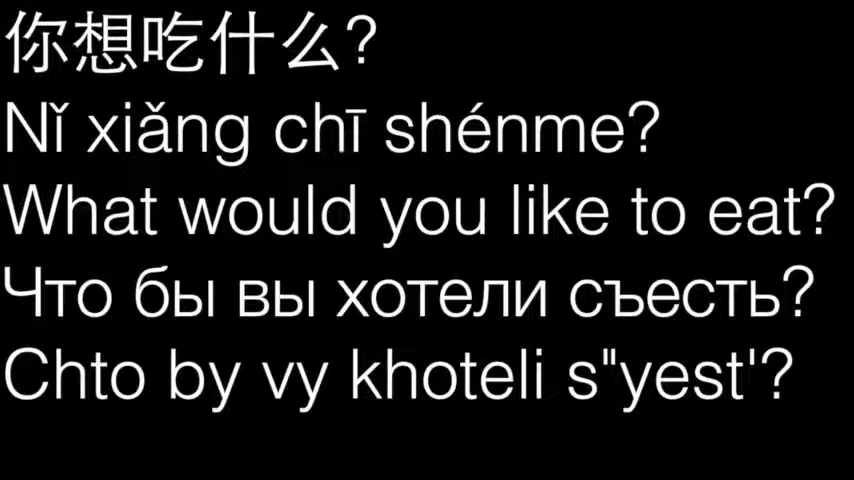 你想吃什么?
Nǐ xiǎng chī shénme?
What would you like to eat?
Что бы вы хотели съесть?
Chto by vy khoteli s"yest'?